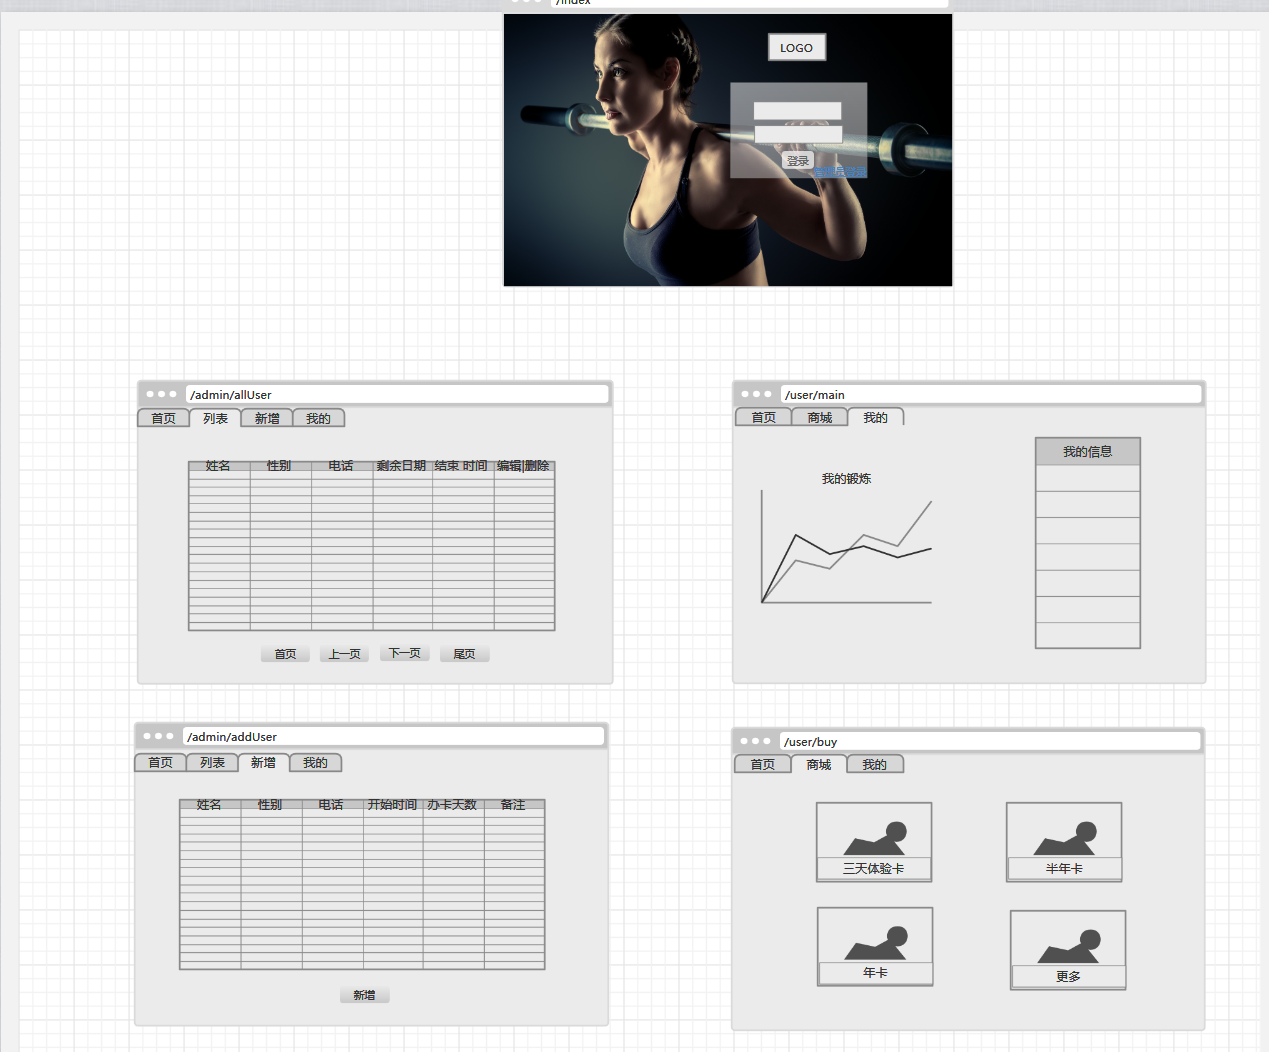 /index
LOGO
登录
/admin/allUser
首页 列表 新增 我的
姓名 性别 电话 剩余日期 结束 时间 编辑|删除
首页 上一页 下一页 尾页
/user/main
首页 商城 我的
我的锻炼
我的信息
/admin/addUser
首页 列表 新增 我的
姓名 性别 电话 开始时间 办卡天数 备注
新增
/user/buy
首页 商城 我的
三天体验卡
半年卡
年卡
更多